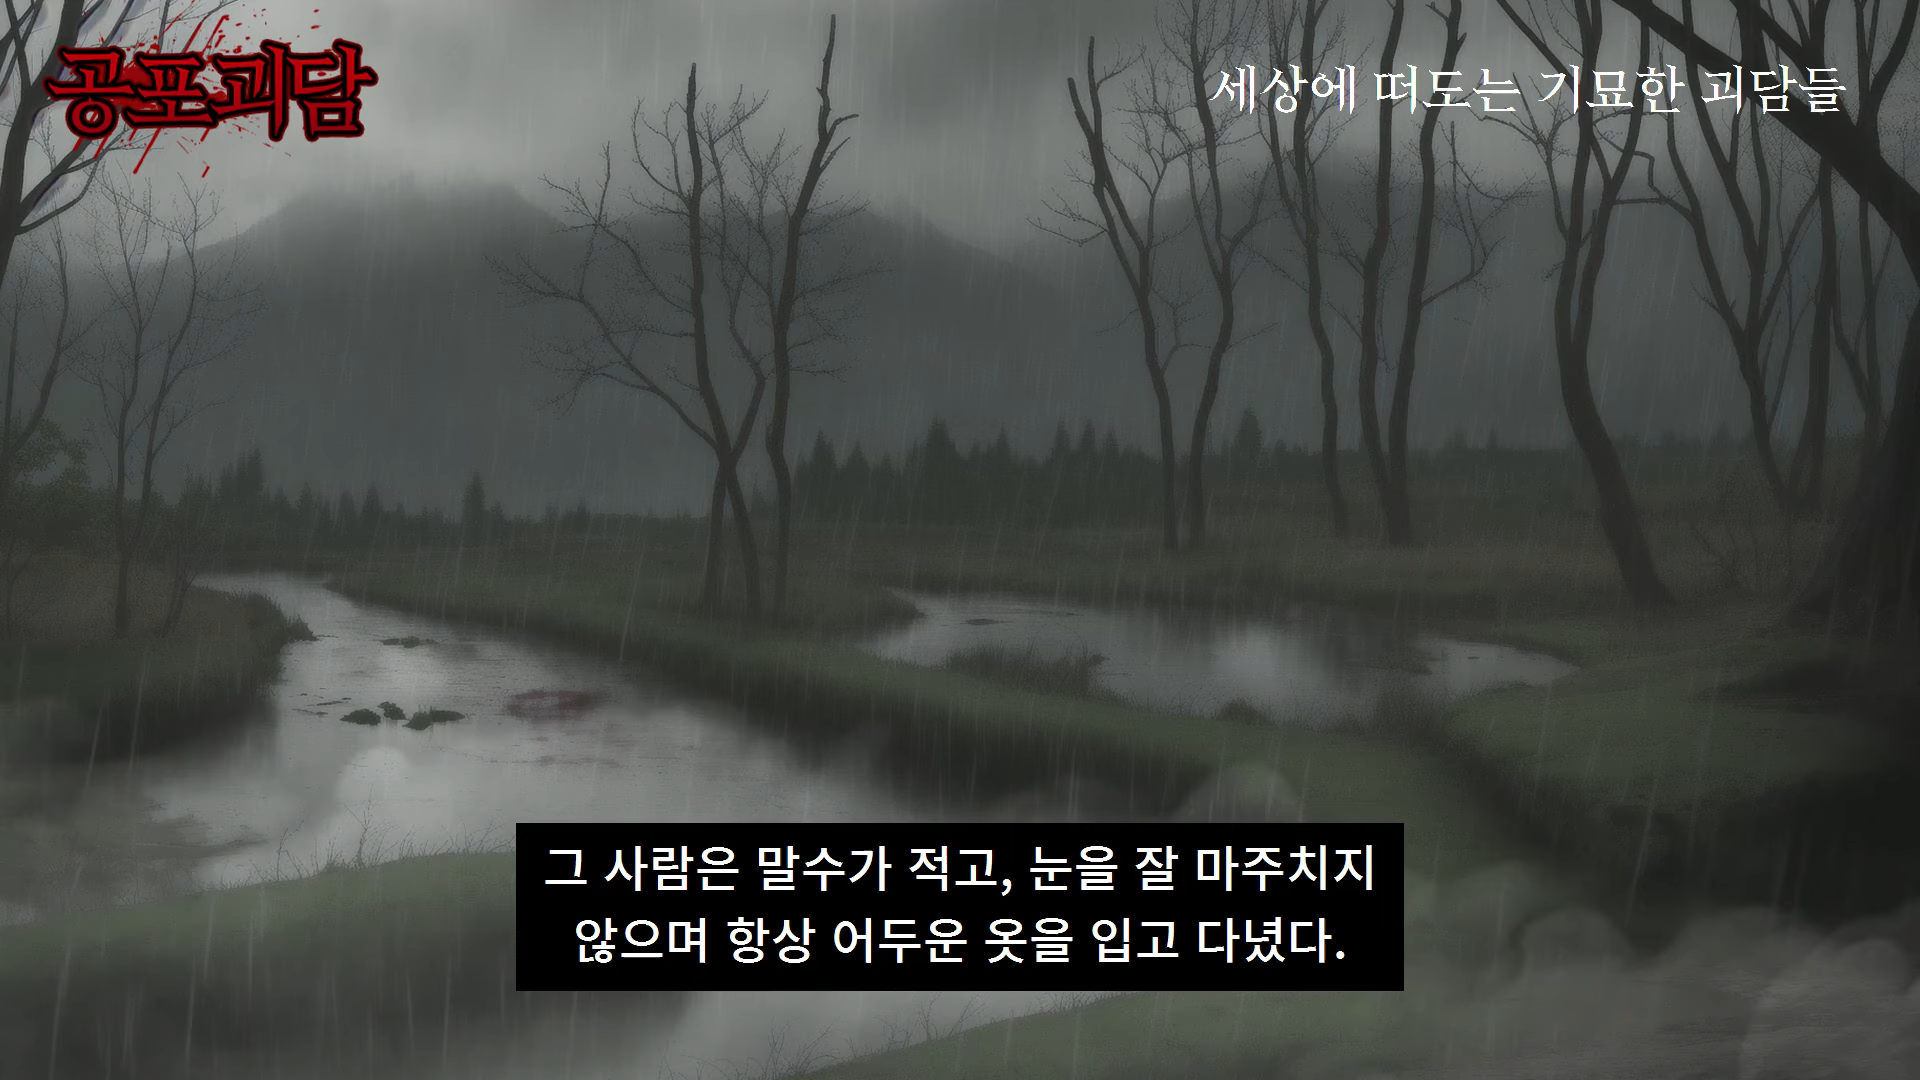 공포괴담
세상에 떠도는 기묘한 괴담들
그 사람은 말수가 적고, 눈을 잘 마주치지
않으며 항상 어두운 옷을 입고 다녔다.